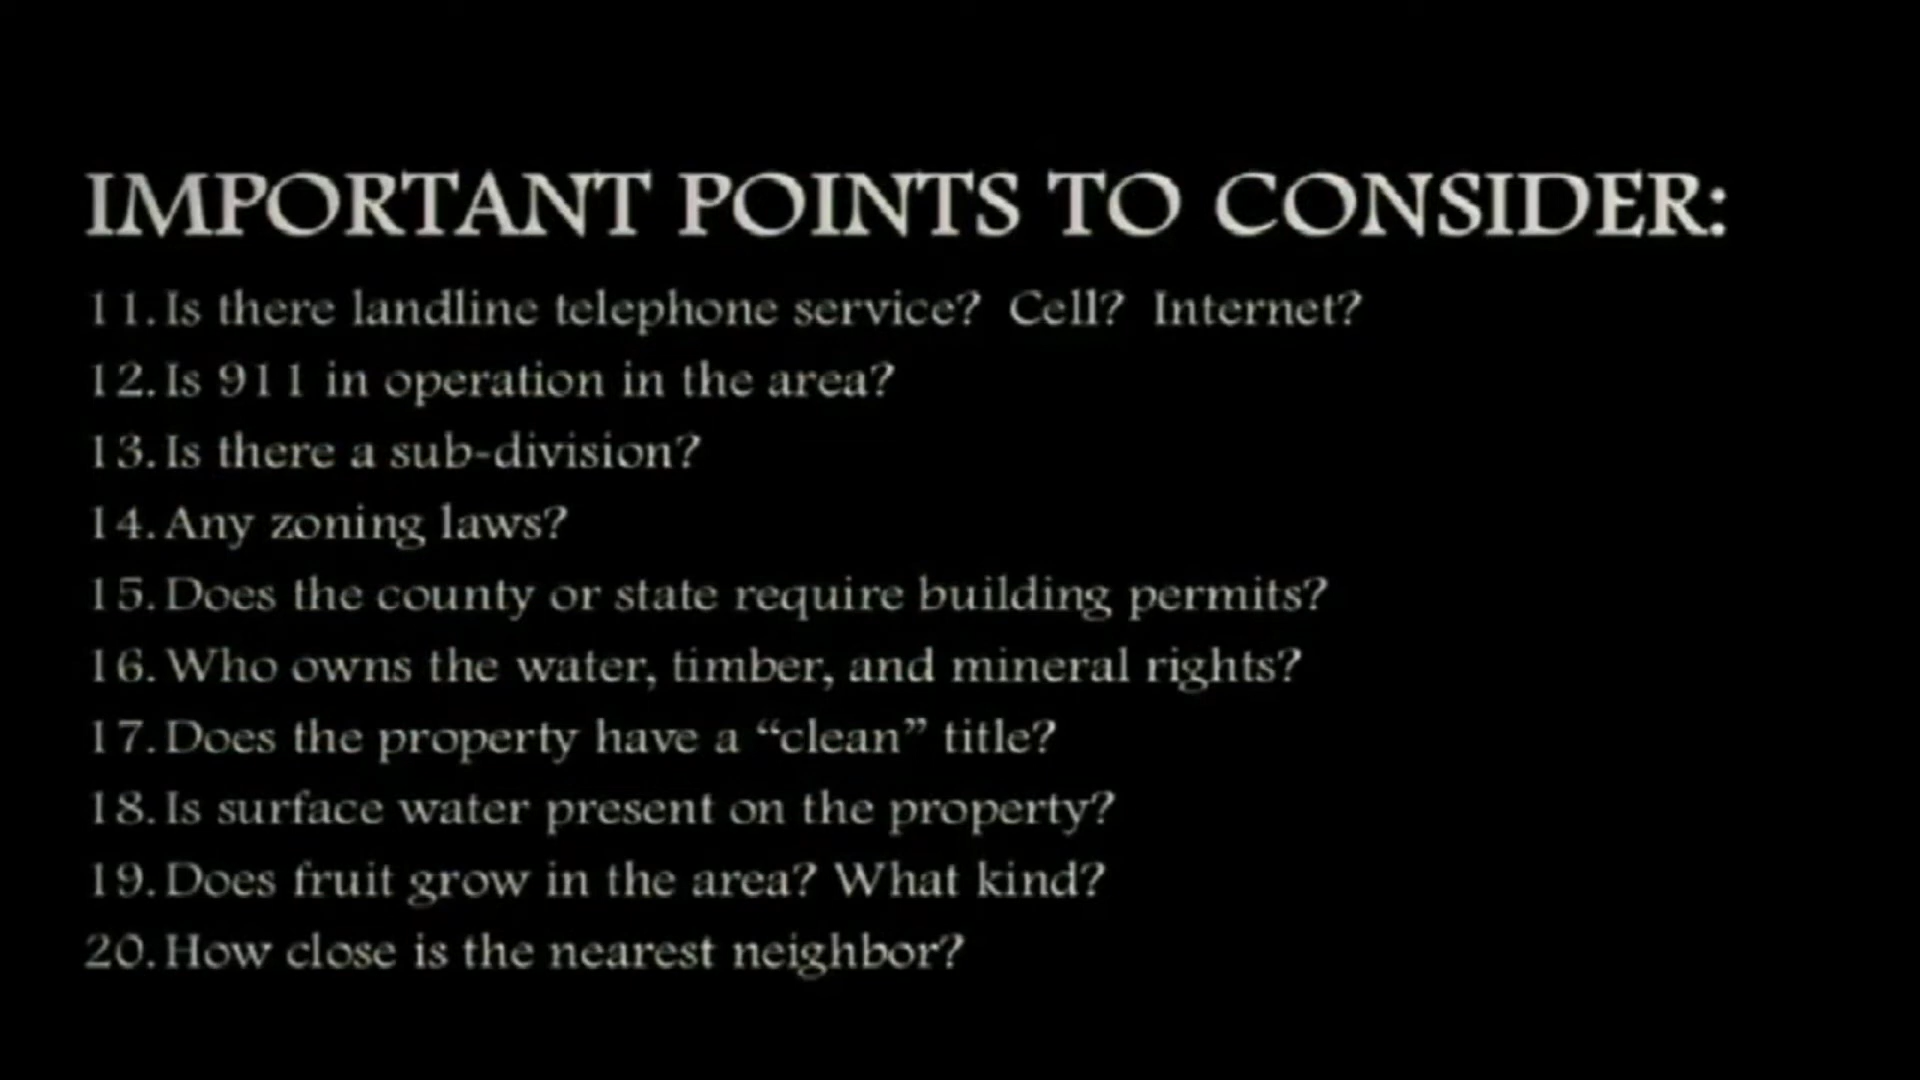 IMPORTANT POINTS TO CONSIDER:
11. Is there landline telephone service?  Cell?  Internet?
12. Is 911 in operation in the area?
13. Is there a sub-division?
14. Any zoning laws?
15. Does the county or state require building permits?
16. Who owns the water, timber, and mineral rights?
17. Does the property have a “clean” title?
18. Is surface water present on the property?
19. Does fruit grow in the area? What kind?
20. How close is the nearest neighbor?